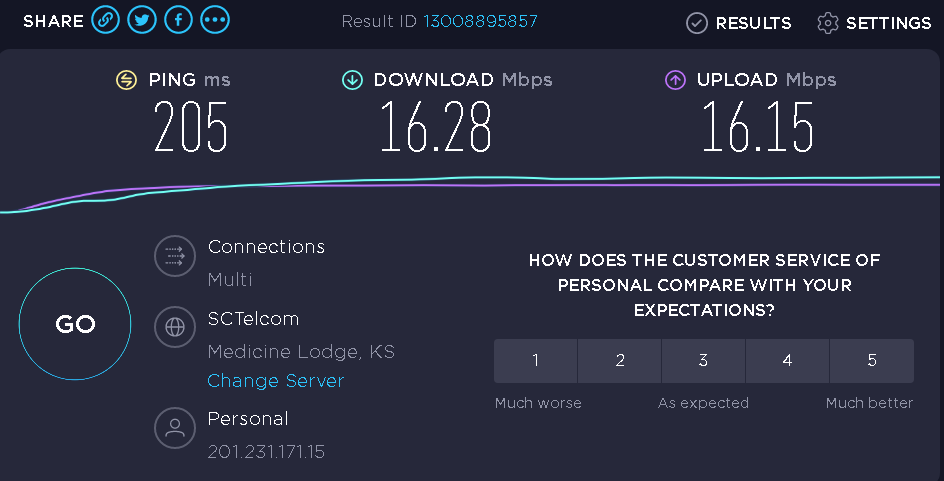 SHARE
Result ID 13008895857
RESULTS
SETTINGS
PING ms
205
DOWNLOAD Mbps
16.28
UPLOAD Mbps
16.15
GO
Connections
Multi
SCTelcom
Medicine Lodge, KS
Change Server
Personal
201.231.171.15
HOW DOES THE CUSTOMER SERVICE OF
PERSONAL COMPARE WITH YOUR
EXPECTATIONS?
1 2 3 4 5
Much worse As expected Much better